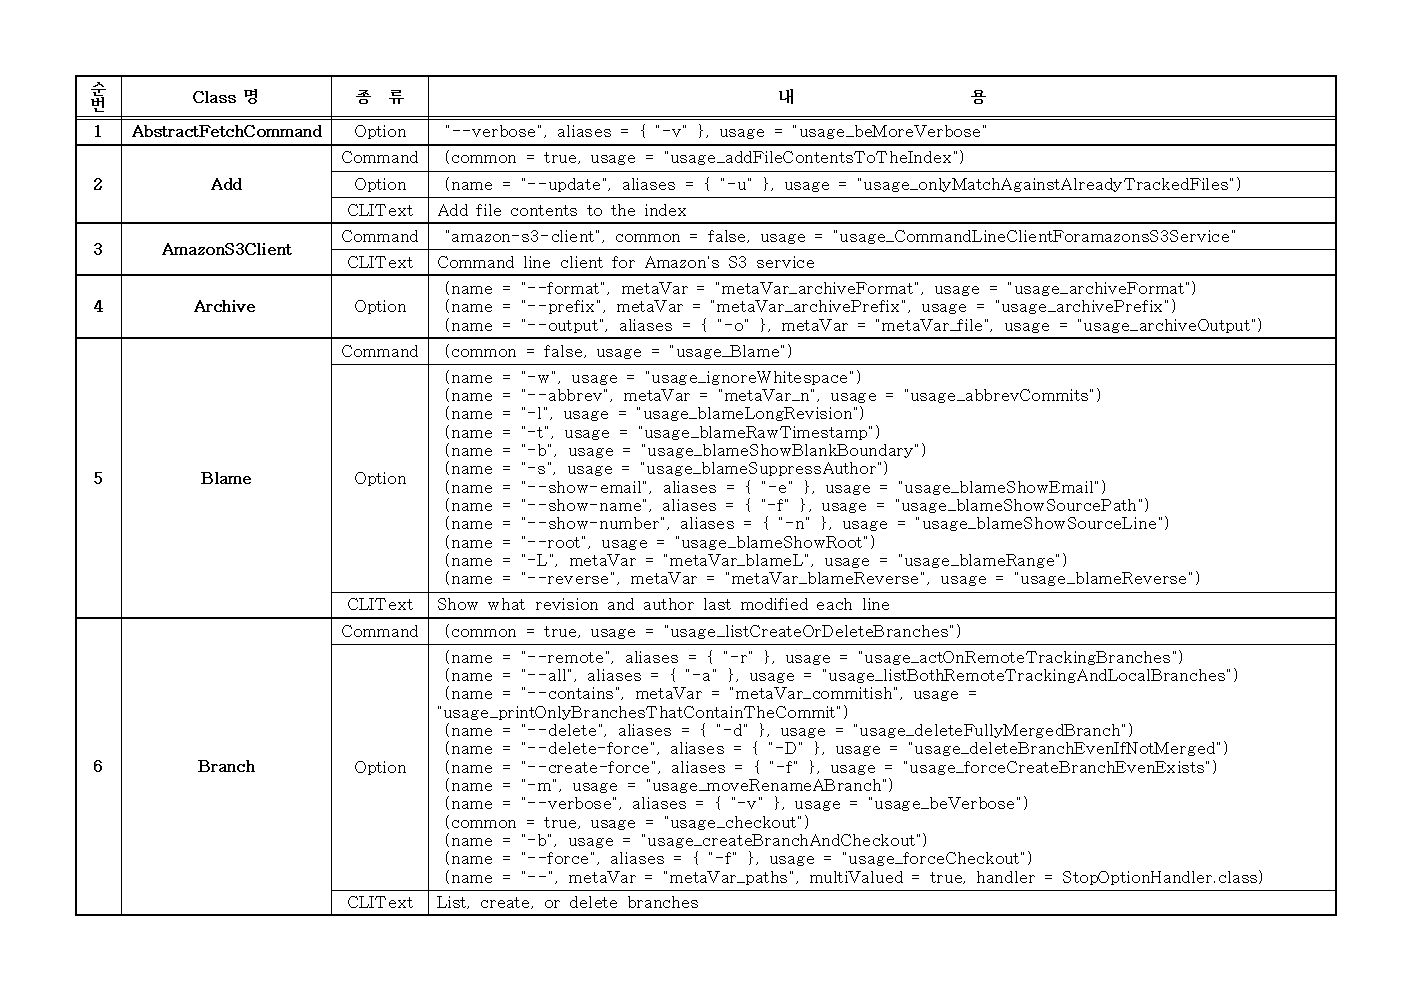 순번 Class 명 종 류 내 용
1 AbstractFetchCommand Option "--verbose", aliases = { "-v" }, usage = "usage_beMoreVerbose"
2 Add
Command (common = true, usage = "usage_addFileContentsToTheIndex")
Option (name = "--update", aliases = { "-u" }, usage = "usage_onlyMatchAgainstAlreadyTrackedFiles")
CLIText Add file contents to the index
3 AmazonS3Client
Command "amazon-s3-client", common = false, usage = "usage_CommandLineClientForamazonsS3Service"
CLIText Command line client for Amazon's S3 service
4 Archive Option
(name = "--format", metaVar = "metaVar_archiveFormat", usage = "usage_archiveFormat")
(name = "--prefix", metaVar = "metaVar_archivePrefix", usage = "usage_archivePrefix")
(name = "--output", aliases = { "-o" }, metaVar = "metaVar_file", usage = "usage_archiveOutput")
5 Blame
Command (common = false, usage = "usage_Blame")
Option
(name = "-w", usage = "usage_ignoreWhitespace")
(name = "--abbrev", metaVar = "metaVar_n", usage = "usage_abbrevCommits")
(name = "-l", usage = "usage_blameLongRevision")
(name = "-t", usage = "usage_blameRawTimestamp")
(name = "-b", usage = "usage_blameShowBlankBoundary")
(name = "-s", usage = "usage_blameSuppressAuthor")
(name = "--show-email", aliases = { "-e" }, usage = "usage_blameShowEmail")
(name = "--show-name", aliases = { "-f" }, usage = "usage_blameShowSourcePath")
(name = "--show-number", aliases = { "-n" }, usage = "usage_blameShowSourceLine")
(name = "--root", usage = "usage_blameShowRoot")
(name = "-L", metaVar = "metaVar_blameL", usage = "usage_blameRange")
(name = "--reverse", metaVar = "metaVar_blameReverse", usage = "usage_blameReverse")
CLIText Show what revision and author last modified each line
6 Branch
Command (common = true, usage = "usage_listCreateOrDeleteBranches")
Option
(name = "--remote", aliases = { "-r" }, usage = "usage_actOnRemoteTrackingBranches")
(name = "--all", aliases = { "-a" }, usage = "usage_listBothRemoteTrackingAndLocalBranches")
(name = "--contains", metaVar = "metaVar_commitish", usage =
"usage_printOnlyBranchesThatContainTheCommit")
(name = "--delete", aliases = { "-d" }, usage = "usage_deleteFullyMergedBranch")
(name = "--delete-force", aliases = { "-D" }, usage = "usage_deleteBranchEvenIfNotMerged")
(name = "--create-force", aliases = { "-f" }, usage = "usage_forceCreateBranchEvenExists")
(name = "-m", usage = "usage_moveRenameABranch")
(name = "--verbose", aliases = { "-v" }, usage = "usage_beVerbose")
(common = true, usage = "usage_checkout")
(name = "-b", usage = "usage_createBranchAndCheckout")
(name = "--force", aliases = { "-f" }, usage = "usage_forceCheckout")
(name = "--", metaVar = "metaVar_paths", multiValued = true, handler = StopOptionHandler.class)
CLIText List, create, or delete branches